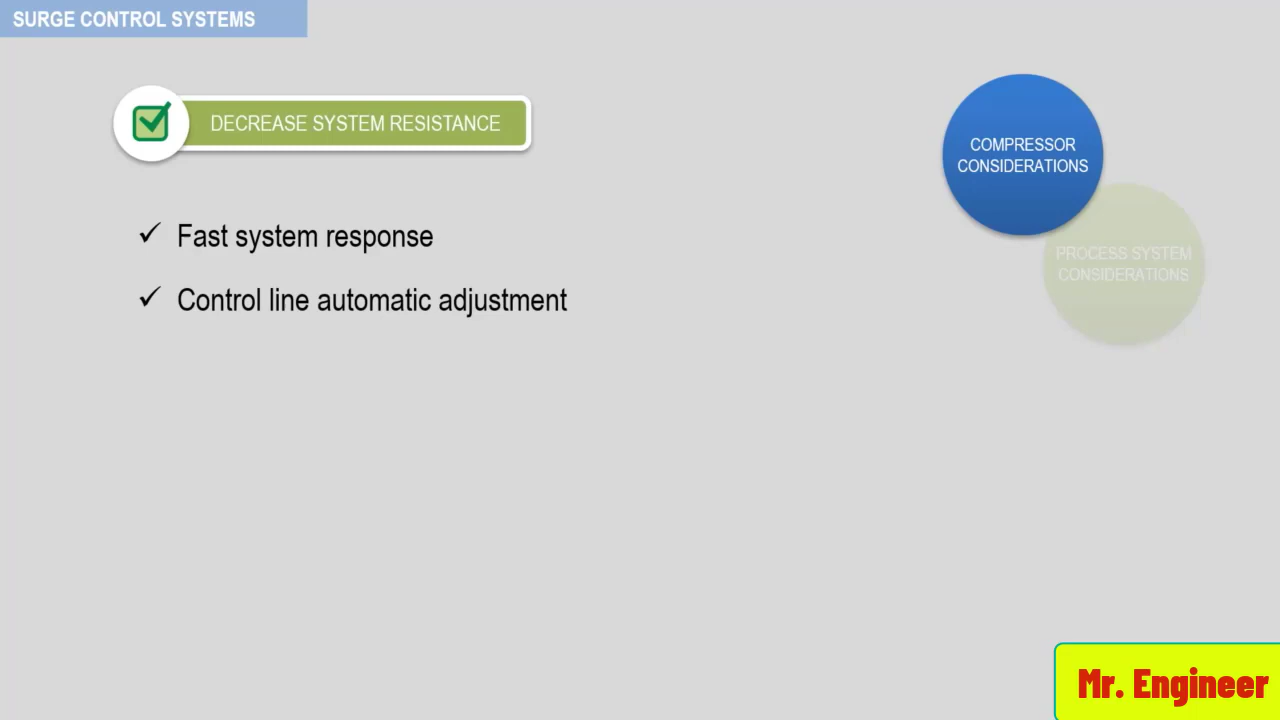 SURGE CONTROL SYSTEMS
DECREASE SYSTEM RESISTANCE
COMPRESSOR
CONSIDERATIONS
PROCESS SYSTEM
CONSIDERATIONS
Fast system response
Control line automatic adjustment
Mr. Engineer